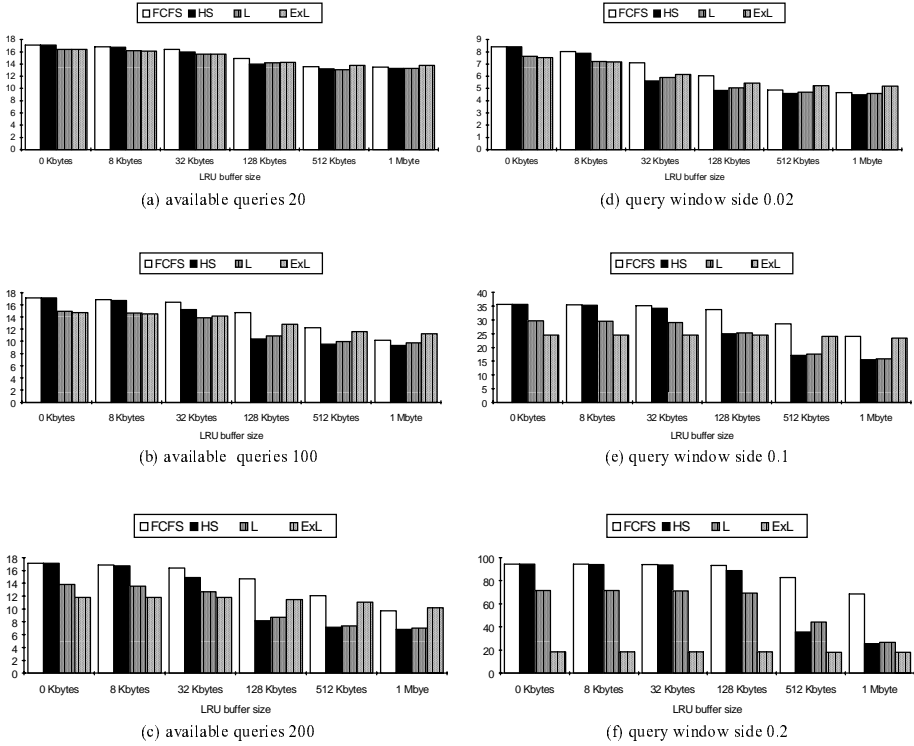 FCFS HS L ExL
18
16
14
12
10
8
6
4
2
0
0 Kbytes 8 Kbytes 32 Kbytes 128 Kbytes 512 Kbytes 1 Mbyte
LRU buffer size
(a) available queries 20
FCFS HS L ExL
9
8
7
6
5
4
3
2
1
0
0 Kbytes 8 Kbytes 32 Kbytes 128 Kbytes 512 Kbytes 1 Mbyte
LRU buffer size
(d) query window side 0.02
FCFS HS L ExL
18
16
14
12
10
8
6
4
2
0
0 Kbytes 8 Kbytes 32 Kbytes 128 Kbytes 512 Kbytes 1 Mbyte
LRU buffer size
(b) available queries 100
FCFS HS L ExL
40
35
30
25
20
15
10
5
0
0 Kbytes 8 Kbytes 32 Kbytes 128 Kbytes 512 Kbytes 1 Mbyte
LRU buffer size
(e) query window side 0.1
FCFS HS L ExL
18
16
14
12
10
8
6
4
2
0
0 Kbytes 8 Kbytes 32 Kbytes 128 Kbytes 512 Kbytes 1 Mbye
LRU buffer size
(c) available queries 200
FCFS HS L ExL
100
80
60
40
20
0
0 Kbytes 8 Kbytes 32 Kbytes 128 Kbytes 512 Kbytes 1 Mbyte
LRU buffer size
(f) query window side 0.2